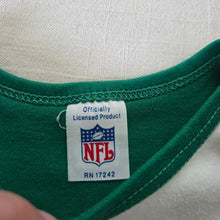 Officially
Licensed Product
NFL
RN 17242